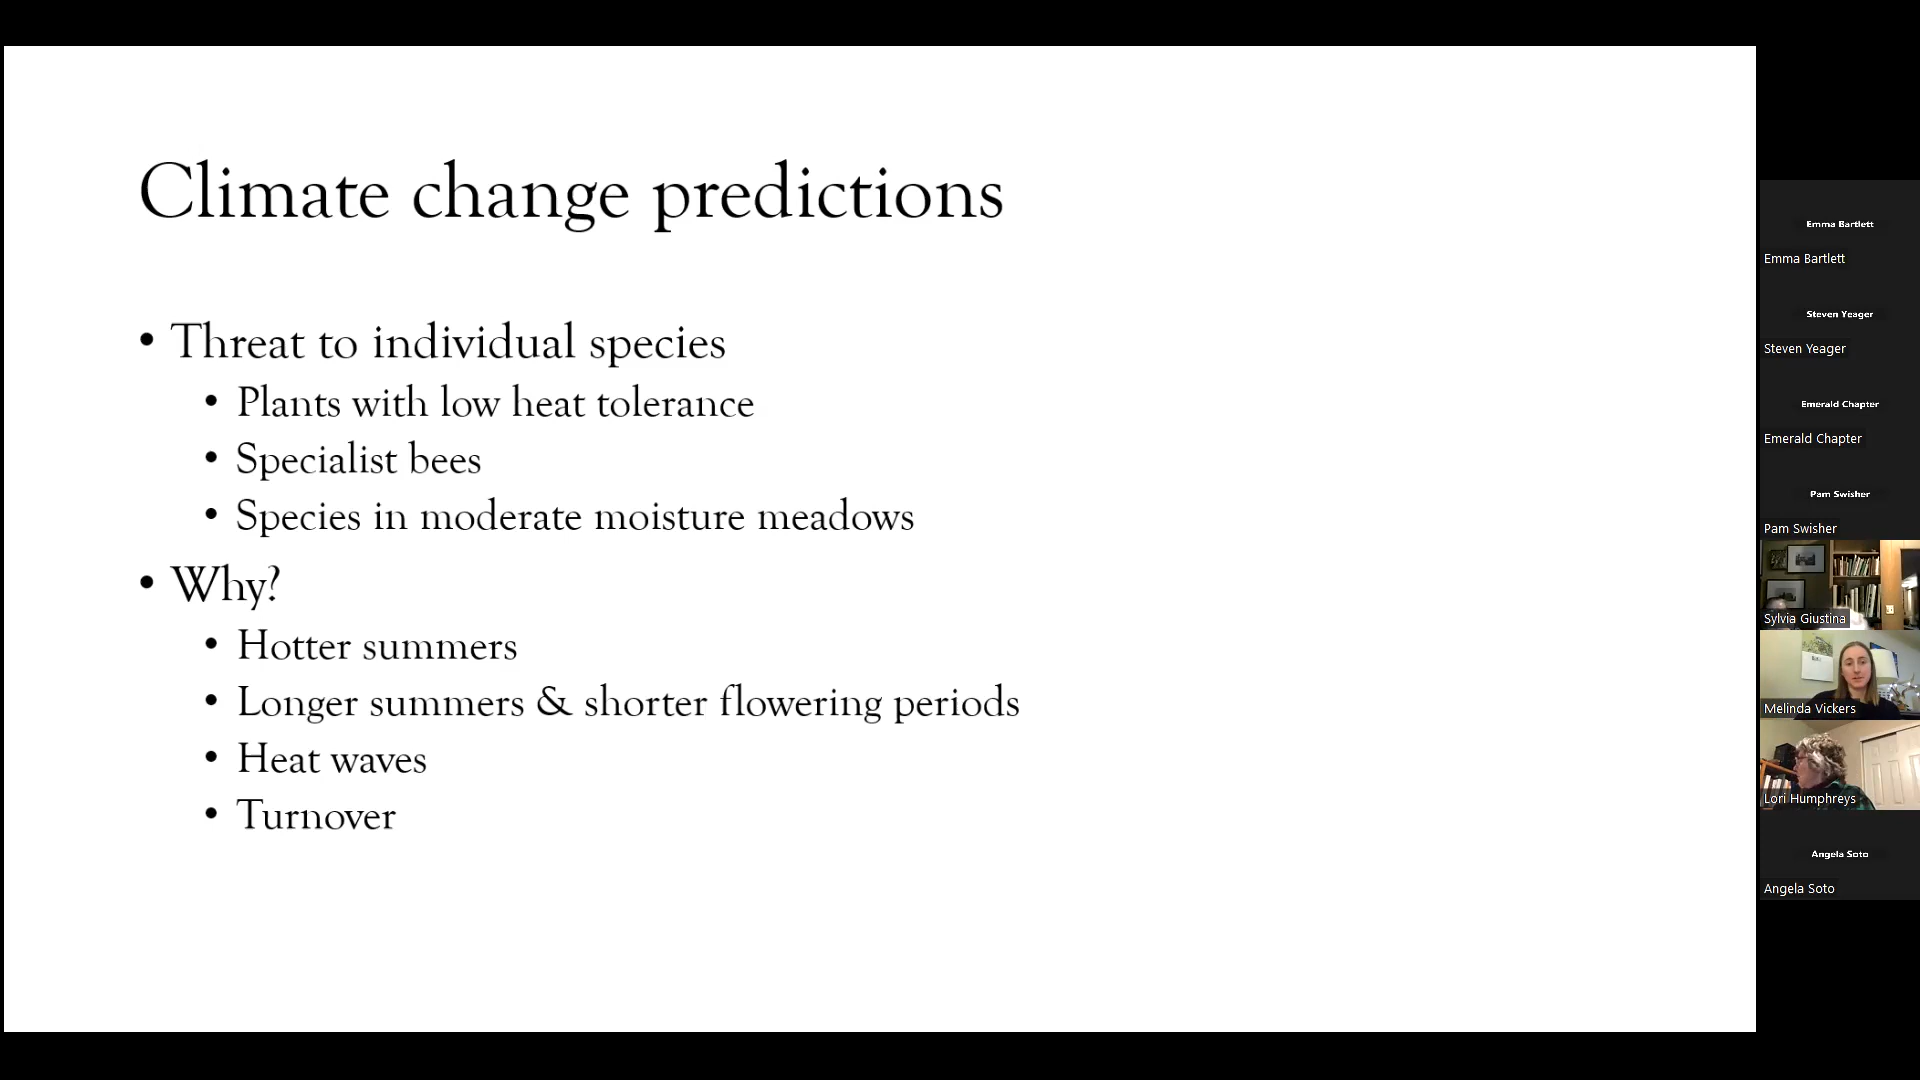 Climate change predictions
• Threat to individual species
• Plants with low heat tolerance
• Specialist bees
• Species in moderate moisture meadows
• Why?
• Hotter summers
• Longer summers & shorter flowering periods
• Heat waves
• Turnover
Emma Bartlett
Emma Bartlett
Steven Yeager
Steven Yeager
Emerald Chapter
Emerald Chapter
Pam Swisher
Pam Swisher
Sylvia Giustina
Melinda Vickers
Lori Humphreys
Angela Soto
Angela Soto